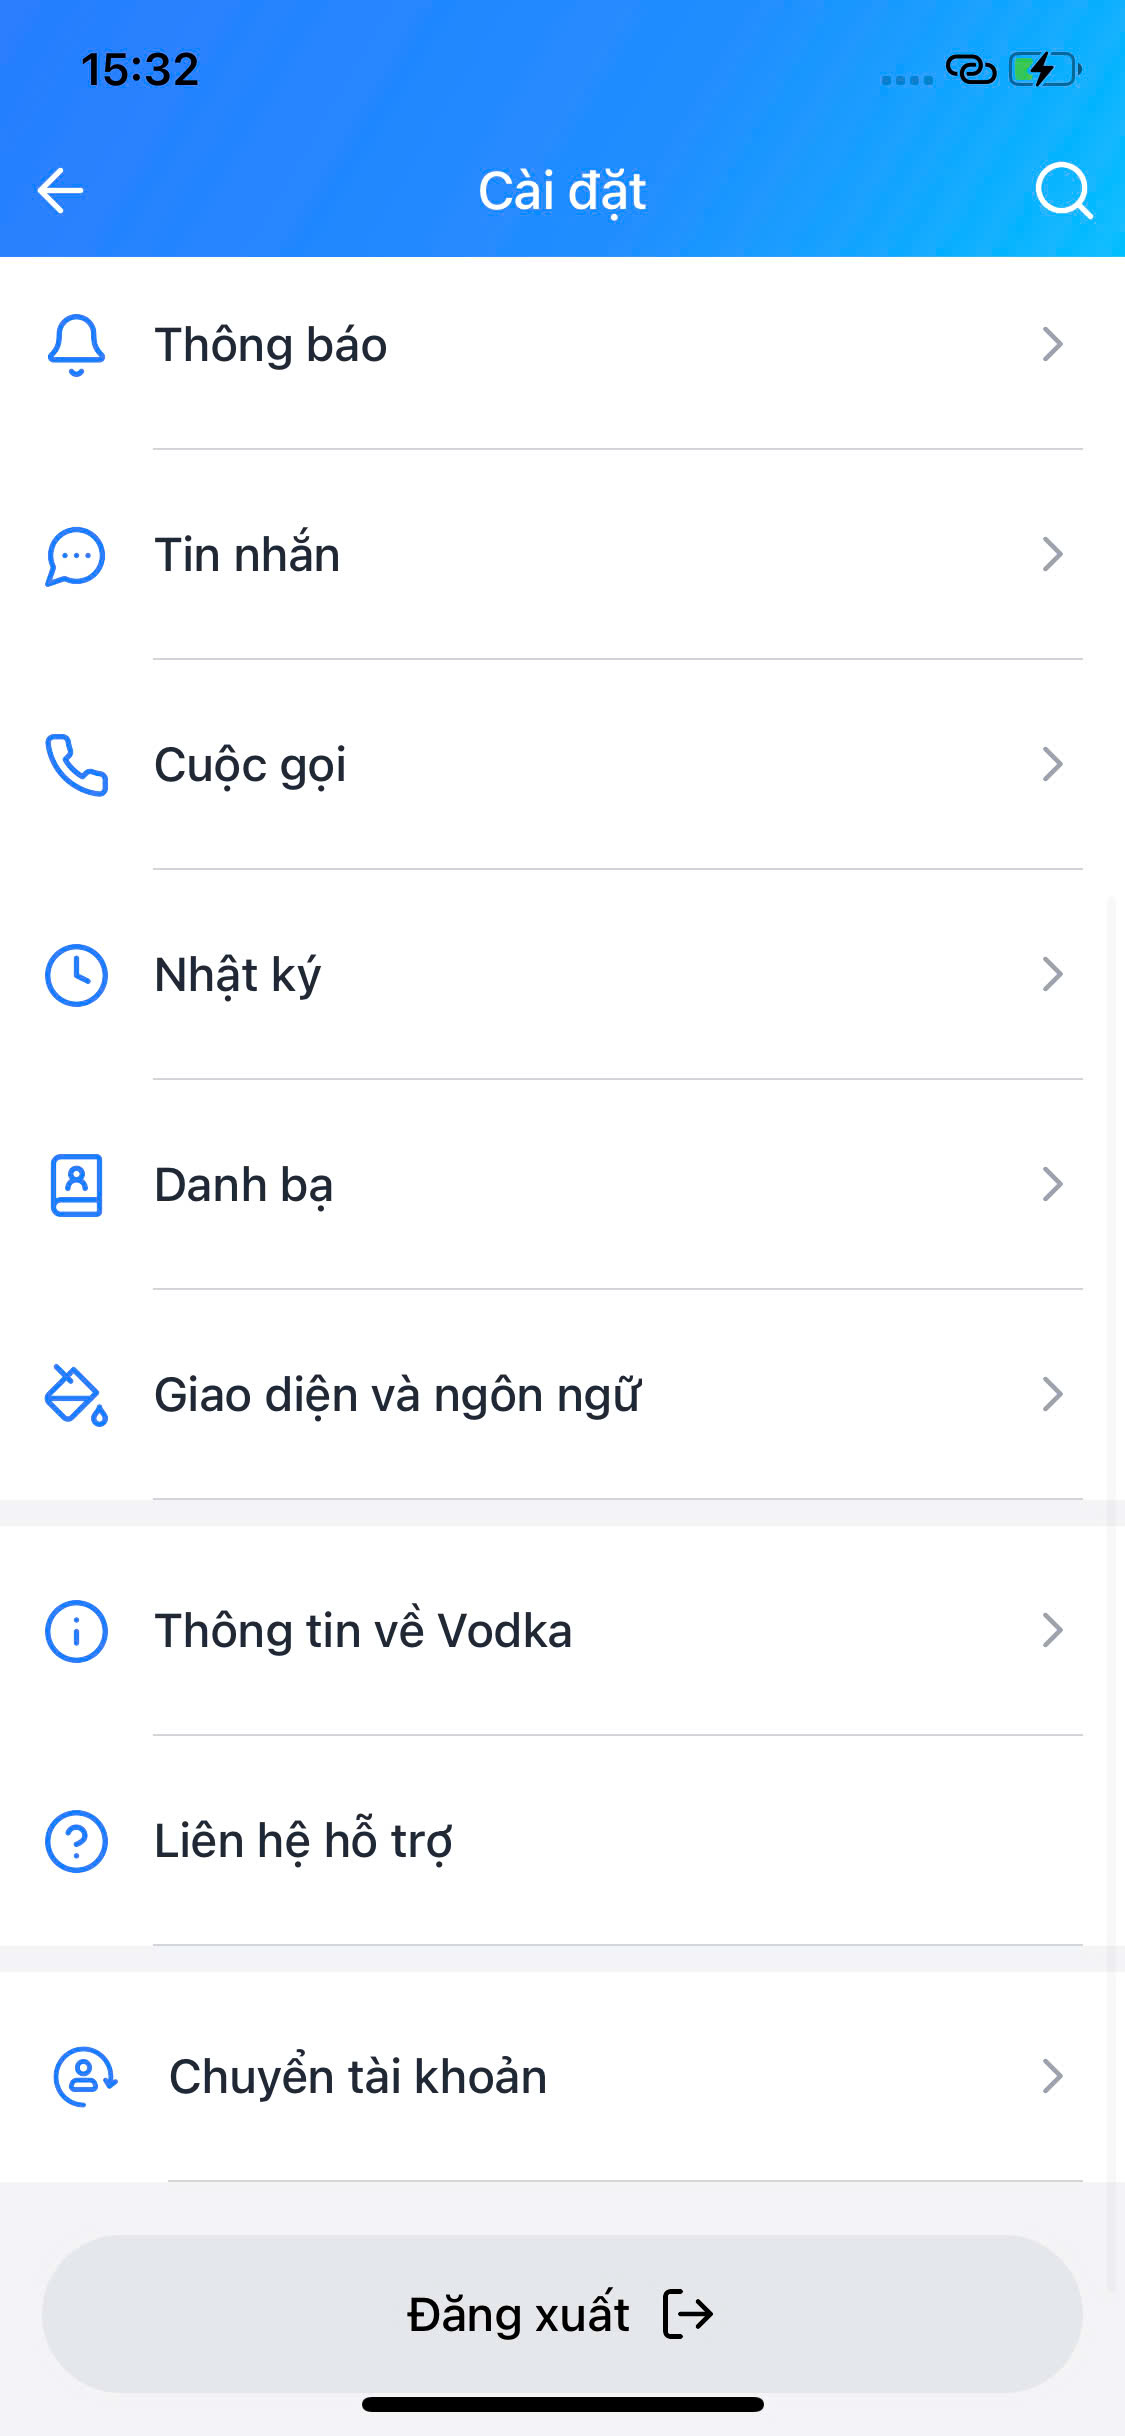 15:32
Cài đặt
Thông báo
Tin nhắn
Cuộc gọi
Nhật ký
Danh bạ
Giao diện và ngôn ngữ
Thông tin về Vodka
Liên hệ hỗ trợ
Chuyển tài khoản
Đăng xuất